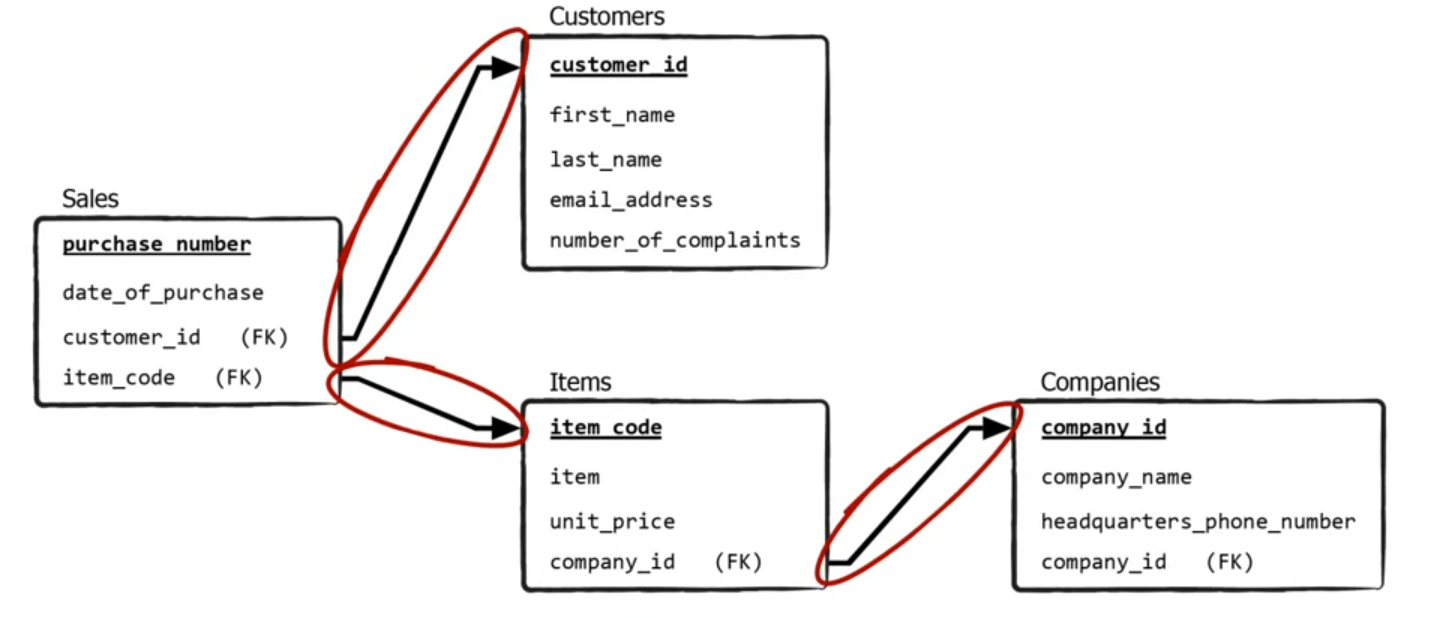 Customers
customer_id
first_name
last_name
email_address
number_of_complaints
Sales
purchase_number
date_of_purchase
customer_id (FK)
item_code (FK)
Items
item_code
item
unit_price
company_id (FK)
Companies
company_id
company_name
headquarters_phone_number
company_id (FK)